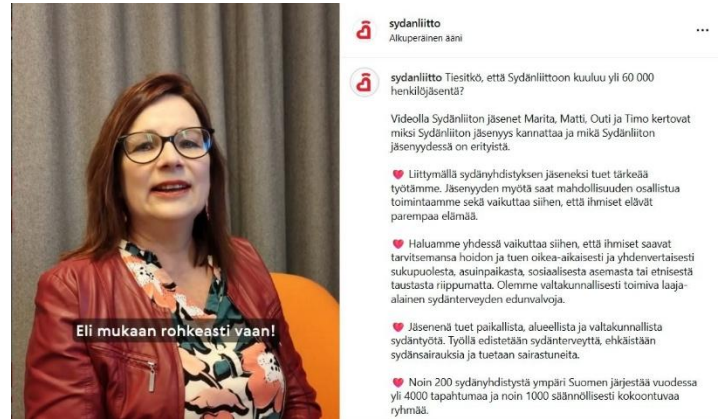 Eli mukaan rohkeasti vaan!
sydanliitto
Alkuperäinen ääni
sydanliitto Tiesitkö, että Sydänliittoon kuuluu yli 60 000
henkilöjäsentä?
Videolla Sydänliiton jäsenet Marita, Matti, Outi ja Timo kertovat
miksi Sydänliiton jäsenyys kannattaa ja mikä Sydänliiton
jäsenyydessä on erityistä.
Liittymällä sydänyhdistyksen jäseneksi tuet tärkeää
työtämme. Jäsenyyden myötä saat mahdollisuuden osallistua
toimintaamme sekä vaikuttaa siihen, että ihmiset elävät
parempaa elämää.
Haluamme yhdessä vaikuttaa siihen, että ihmiset saavat
tarvitsemansa hoidon ja tuen oikea-aikaisesti ja yhdenvertaisesti
sukupuolesta, asuinpaikasta, sosiaalisesta asemasta tai etnisestä
taustasta riippumatta. Olemme valtakunnallisesti toimiva laaja-
alainen sydänterveyden edunvalvoja.
Jäsenenä tuet paikallista, alueellista ja valtakunnallista
sydäntyötä. Työllä edistetään sydänterveyttä, ehkäistään
sydänsairauksia ja tuetaan sairastuneita.
Noin 200 sydänyhdistystä ympäri Suomen järjestää vuodessa
yli 4000 tapahtumaa ja noin 1000 säännöllisesti kokoontuvaa
ryhmää.